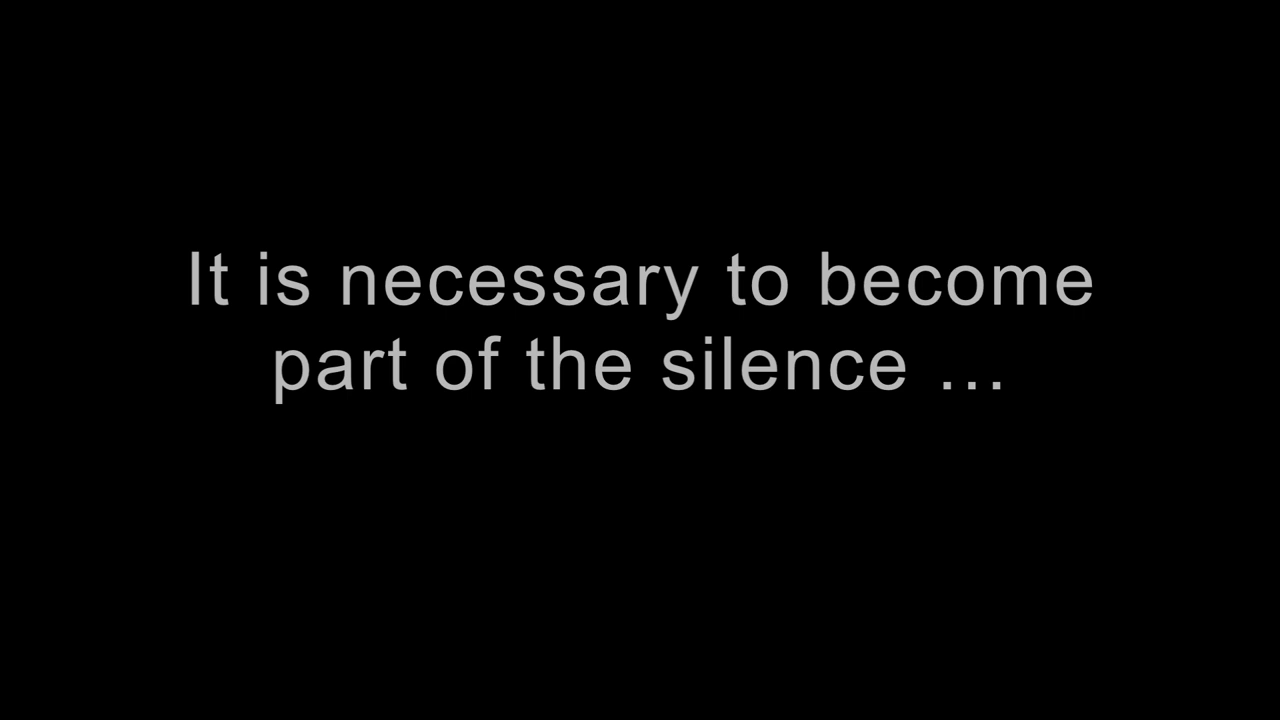 It is necessary to become
part of the silence ...